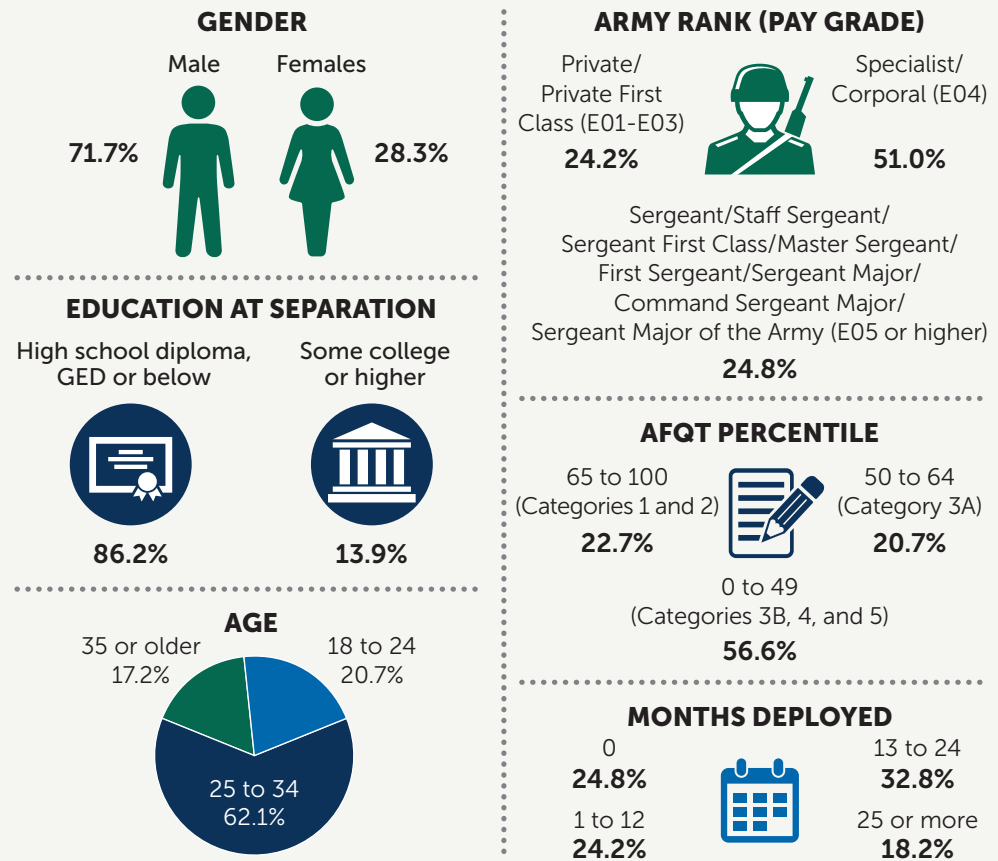 GENDER
Male
Females
71.7%
28.3%
EDUCATION AT SEPARATION
High school diploma,
GED or below
Some college
or higher
86.2%
13.9%
AGE
35 or older
17.2%
18 to 24
20.7%
25 to 34
62.1%
ARMY RANK (PAY GRADE)
Private/
Private First
Class (E01-E03)
24.2%
Specialist/
Corporal (E04)
51.0%
Sergeant/Staff Sergeant/
Sergeant First Class/Master Sergeant/
First Sergeant/Sergeant Major/
Command Sergeant Major/
Sergeant Major of the Army (E05 or higher)
24.8%
AFQT PERCENTILE
65 to 100
(Categories 1 and 2)
22.7%
50 to 64
(Category 3A)
20.7%
0 to 49
(Categories 3B, 4, and 5)
56.6%
MONTHS DEPLOYED
0
24.8%
13 to 24
32.8%
1 to 12
24.2%
25 or more
18.2%